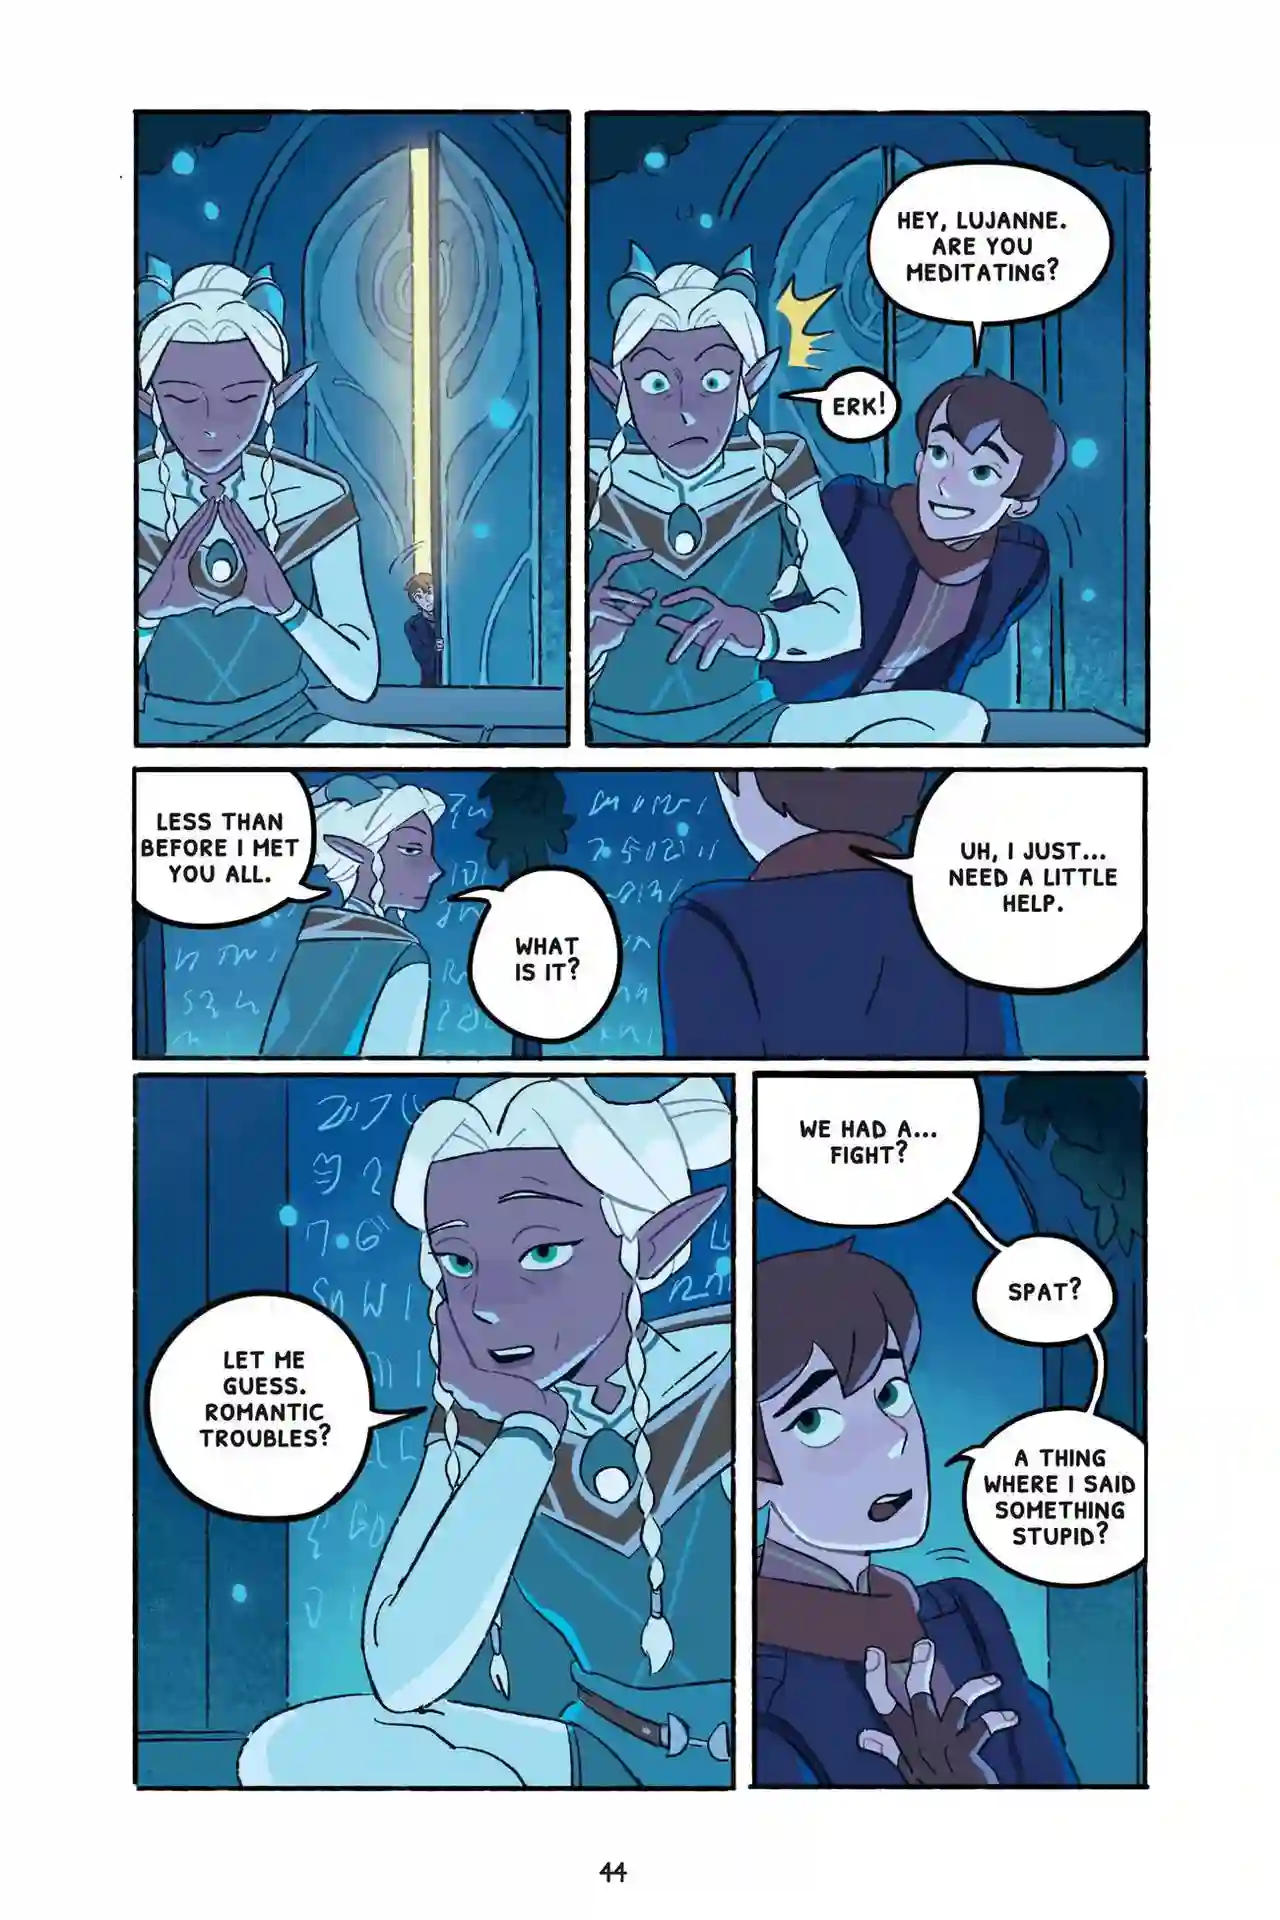 HEY, LUJANNE.
ARE YOU
MEDITATING?
ERK!
LESS THAN
BEFORE I MET
YOU ALL.
WHAT
IS IT?
UH, I JUST...
NEED A LITTLE
HELP.
LET ME
GUESS.
ROMANTIC
TROUBLES?
WE HAD A...
FIGHT?
SPAT?
A THING
WHERE I SAID
SOMETHING
STUPID?
44